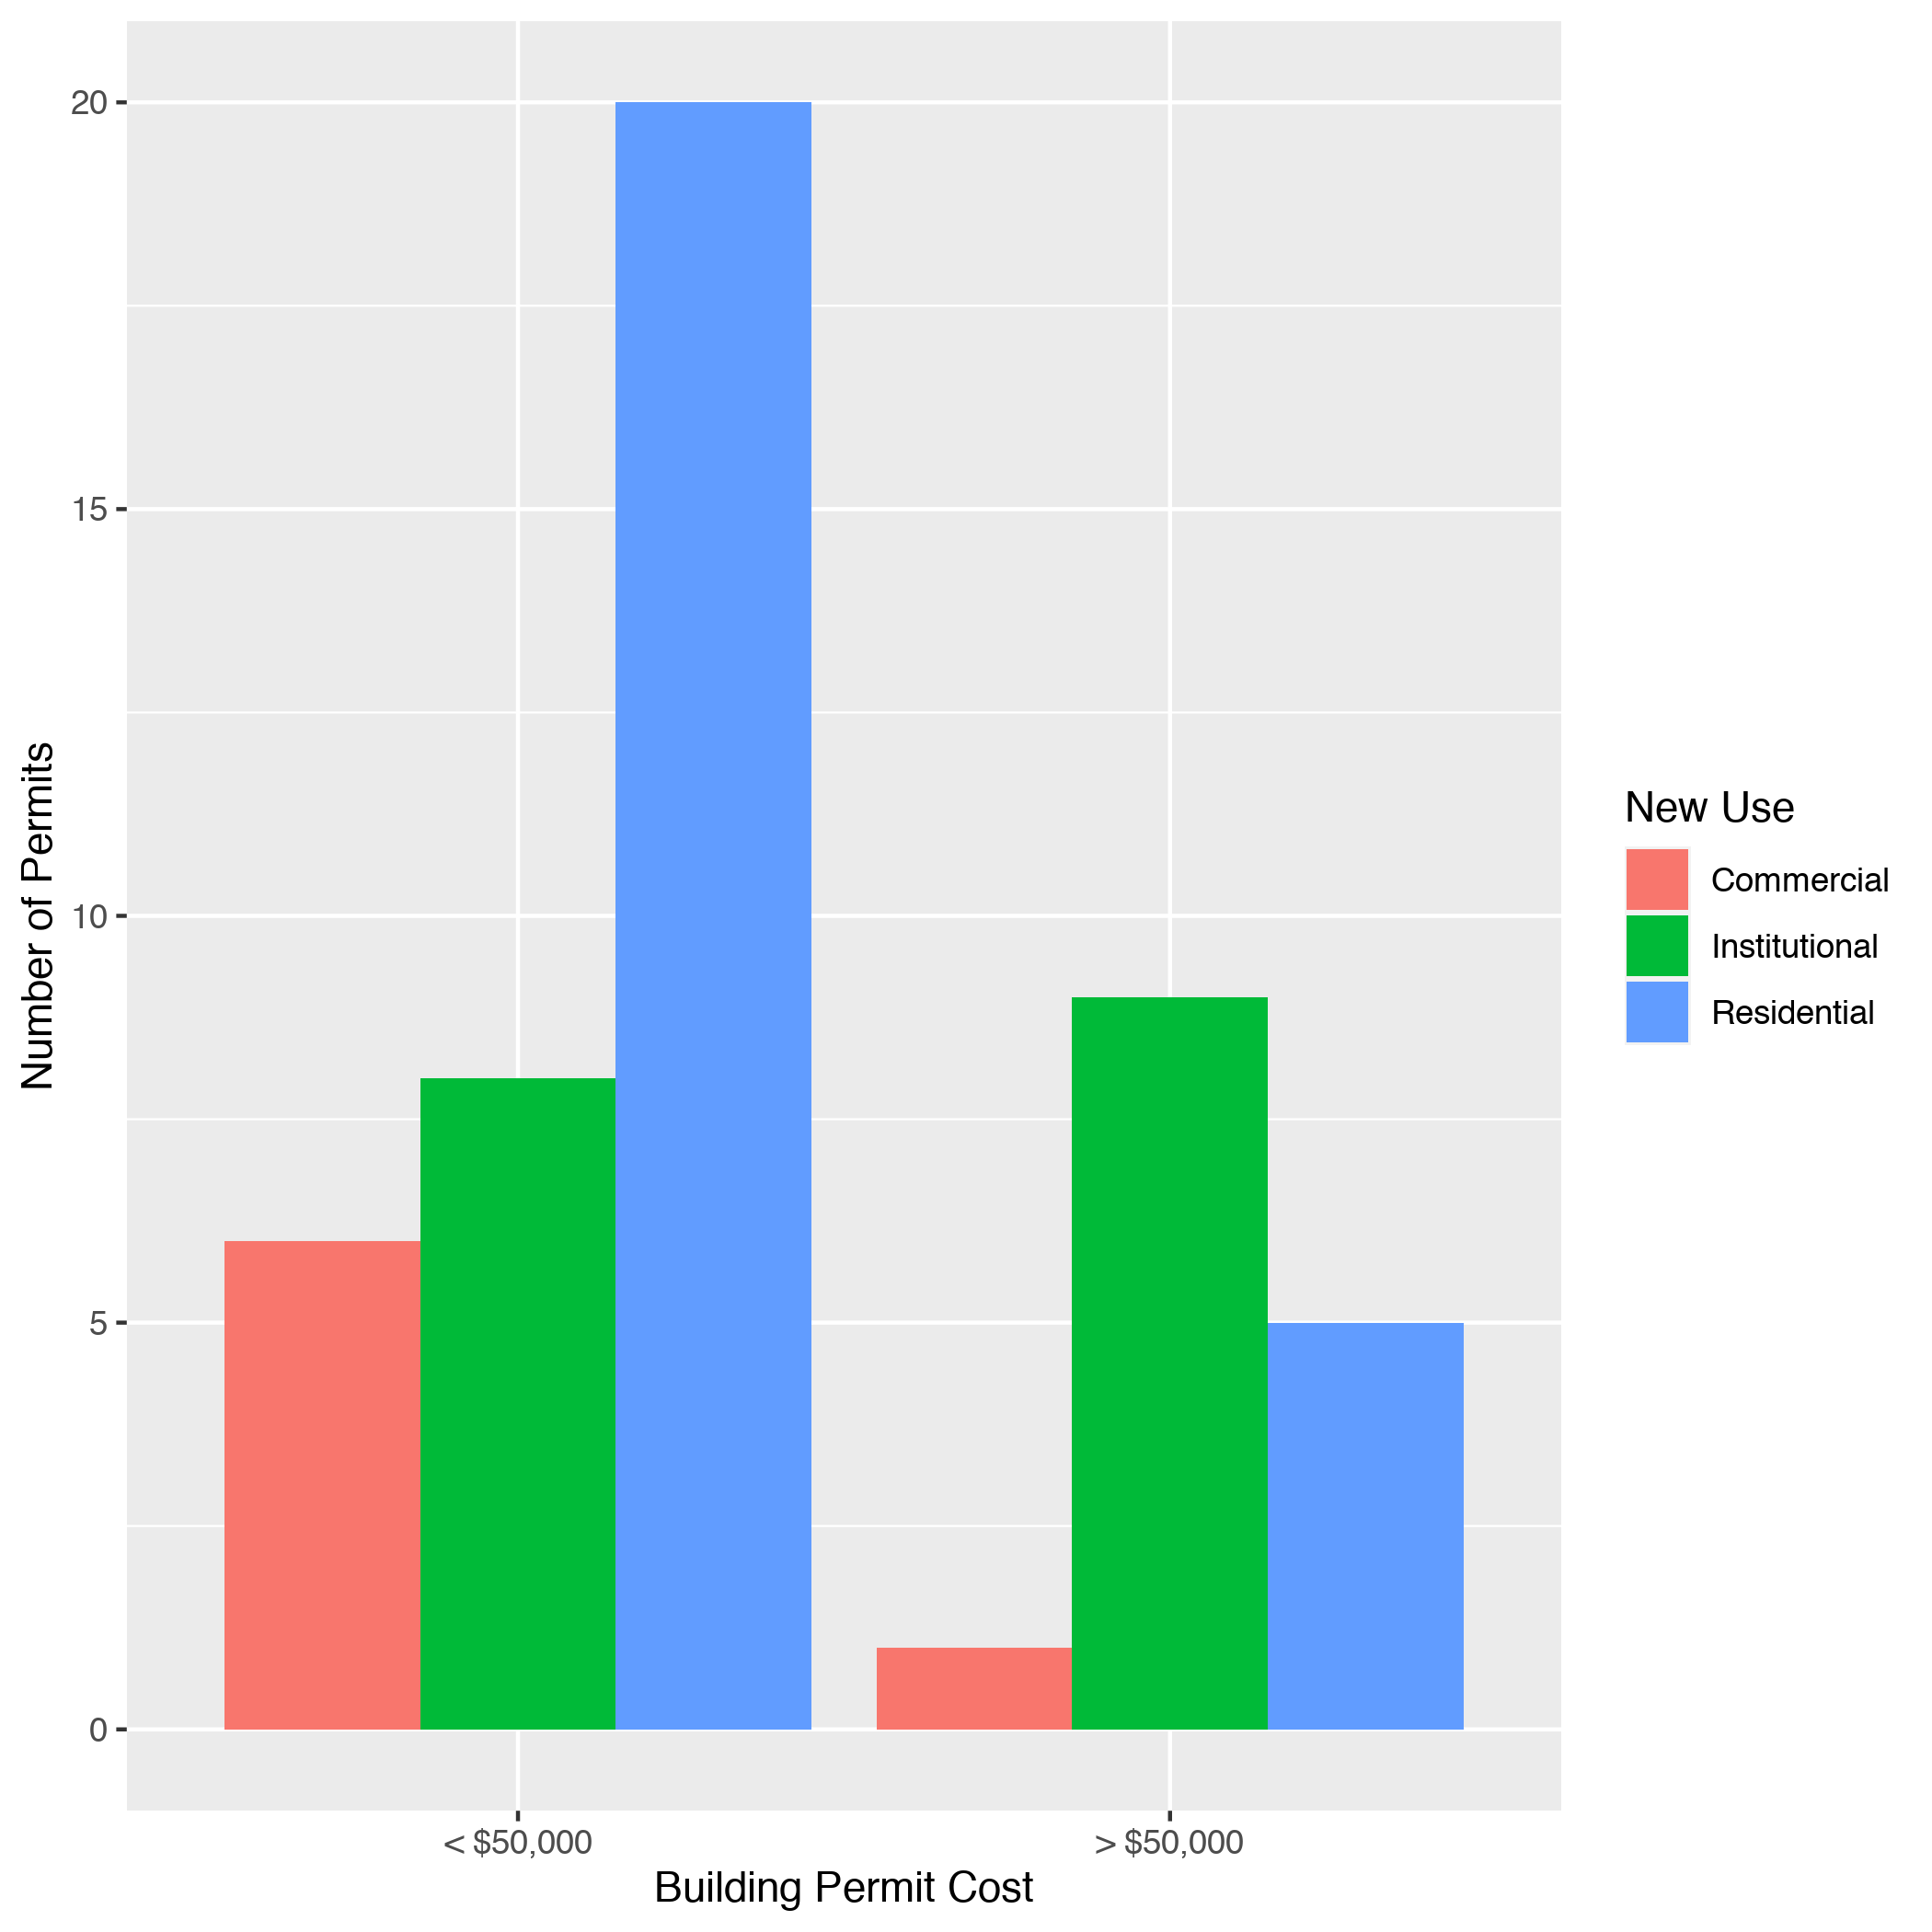 20
15
10
5
0
Number of Permits
< $50,000
> $50,000
Building Permit Cost
New Use
Commercial
Institutional
Residential